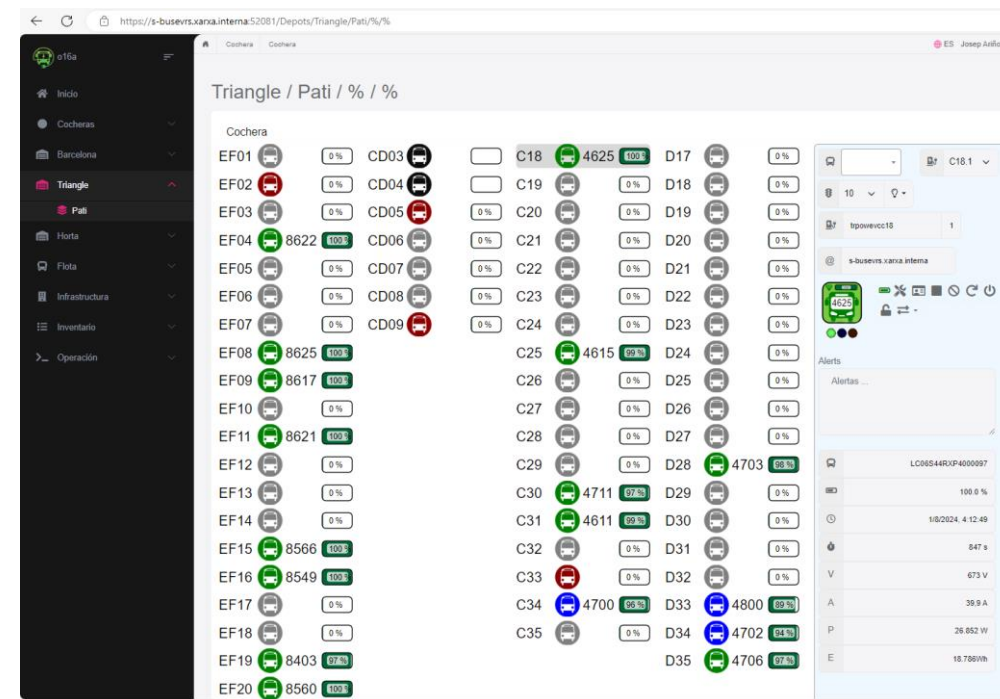 https://s-busevrs.xarxa.interna:52081/Depots/Triangle/Pati/%/%
o16a
Cochera Cochera
ES Josep Ariño
Inicio
Cocheras
Barcelona
Triangle
Pati
Horta
Flota
Infrastructura
Inventario
Operación
Triangle / Pati / % / %
Cochera
EF01 0 % CD03 C18 4625 100 % D17 0 %
EF02 0 % CD04 C19 0 % D18 0 %
EF03 0 % CD05 0 % C20 0 % D19 0 %
EF04 8622 100 % CD06 0 % C21 0 % D20 0 %
EF05 0 % CD07 0 % C22 0 % D21 0 %
EF06 0 % CD08 0 % C23 0 % D22 0 %
EF07 0 % CD09 0 % C24 0 % D23 0 %
EF08 8625 100 % C25 4615 99 % D24 0 %
EF09 8617 100 % C26 0 % D25 0 %
EF10 0 % C27 0 % D26 0 %
EF11 8621 100 % C28 0 % D27 0 %
EF12 0 % C29 0 % D28 4703 98 %
EF13 0 % C30 4711 97 % D29 0 %
EF14 0 % C31 4611 99 % D30 0 %
EF15 8566 100 % C32 0 % D31 0 %
EF16 8549 100 % C33 0 % D32 0 %
EF17 0 % C34 4700 96 % D33 4800 89 %
EF18 0 % C35 0 % D34 4702 94 %
EF19 8403 97 % D35 4706 97 %
EF20 8560 100 %
C18.1
10
trpowevcc18 1
@ s-busevrs.xarxa.interna
4625
Alerts
Alertas ...
LC06S44RXP4000097
100.0 %
1/8/2024, 4:12:49
847 s
V 673 V
A 39,9 A
P 26.852 W
E 18.786Wh